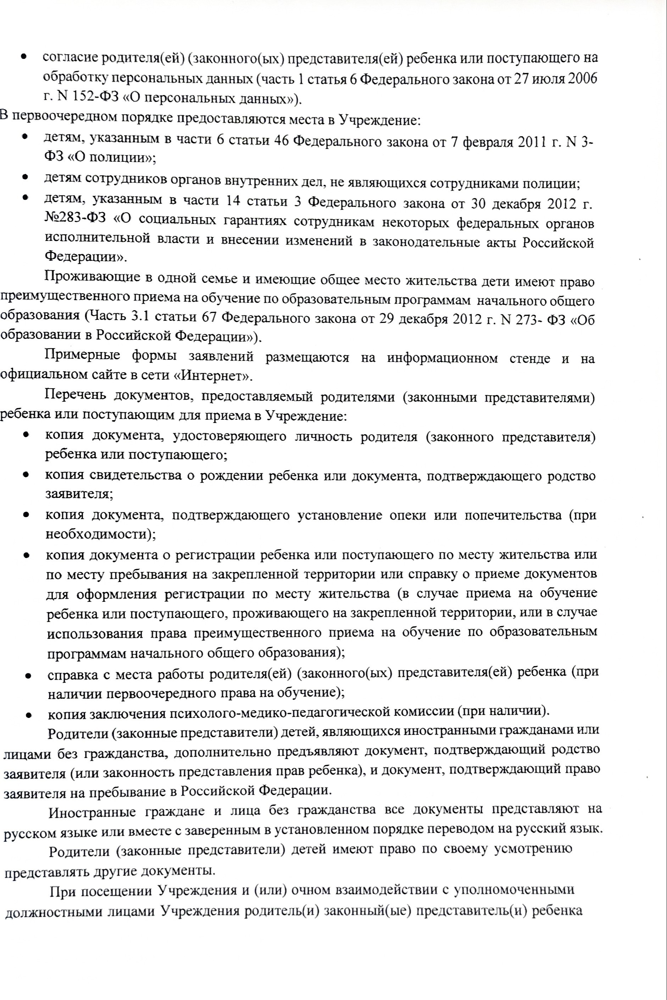 • согласие родителя(ей) (законного(ых) представителя(ей) ребенка или поступающего на
обработку персональных данных (часть 1 статья 6 Федерального закона от 27 июля 2006
г. N 152-ФЗ «О персональных данных»).
В первоочередном порядке предоставляются места в Учреждение:
• детям, указанным в части 6 статьи 46 Федерального закона от 7 февраля 2011 г. N 3-
ФЗ «О полиции»;
• детям сотрудников органов внутренних дел, не являющихся сотрудниками полиции;
• детям, указанным в части 14 статьи 3 Федерального закона от 30 декабря 2012 г.
№283-ФЗ «О социальных гарантиях сотрудникам некоторых федеральных органов
исполнительной власти и внесении изменений в законодательные акты Российской
Федерации».
Проживающие в одной семье и имеющие общее место жительства дети имеют право
преимущественного приема на обучение по образовательным программам начального общего
образования (Часть 3.1 статьи 67 Федерального закона от 29 декабря 2012 г. N 273- ФЗ «Об
образовании в Российской Федерации»).
Примерные формы заявлений размещаются на информационном стенде и на
официальном сайте в сети «Интернет».
Перечень документов, предоставляемый родителями (законными представителями)
ребенка или поступающим для приема в Учреждение:
• копия документа, удостоверяющего личность родителя (законного представителя)
ребенка или поступающего;
• копия свидетельства о рождении ребенка или документа, подтверждающего родство
заявителя;
• копия документа, подтверждающего установление опеки или попечительства (при
необходимости);
• копия документа о регистрации ребенка или поступающего по месту жительства или
по месту пребывания на закрепленной территории или справку о приеме документов
для оформления регистрации по месту жительства (в случае приема на обучение
ребенка или поступающего, проживающего на закрепленной территории, или в случае
использования права преимущественного приема на обучение по образовательным
программам начального общего образования);
• справка с места работы родителя(ей) (законного(ых) представителя(ей) ребенка (при
наличии первоочередного права на обучение);
• копия заключения психолого-медико-педагогической комиссии (при наличии).
Родители (законные представители) детей, являющихся иностранными гражданами или
лицами без гражданства, дополнительно предъявляют документ, подтверждающий родство
заявителя (или законность представления прав ребенка), и документ, подтверждающий право
заявителя на пребывание в Российской Федерации.
Иностранные граждане и лица без гражданства все документы представляют на
русском языке или вместе с заверенным в установленном порядке переводом на русский язык.
Родители (законные представители) детей имеют право по своему усмотрению
представлять другие документы.
При посещении Учреждения и (или) очном взаимодействии с уполномоченными
должностными лицами Учреждения родитель(и) законный(ые) представитель(и) ребенка